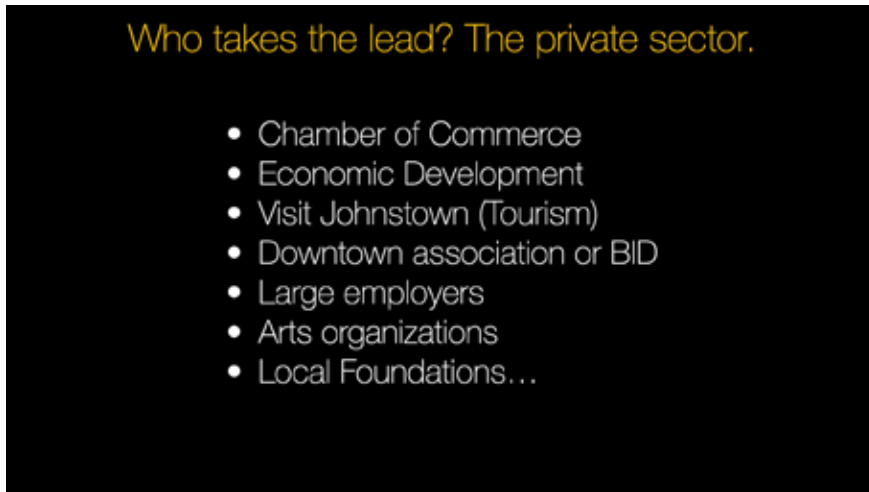 Who takes the lead? The private sector.
• Chamber of Commerce
• Economic Development
• Visit Johnstown (Tourism)
• Downtown association or BID
• Large employers
• Arts organizations
• Local Foundations…